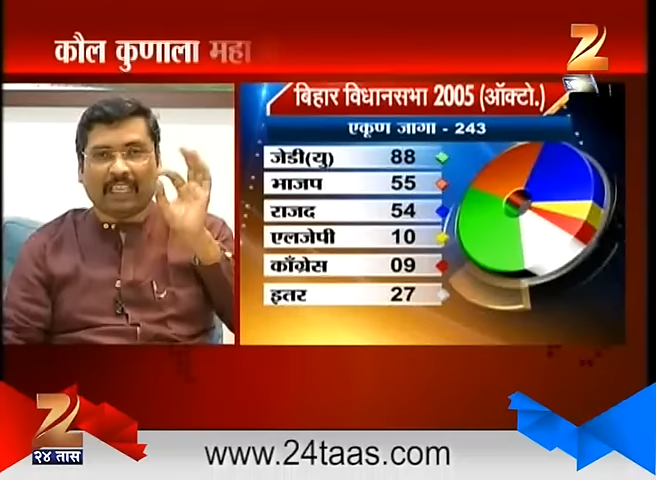 कौल कुणाला महा
बिहार विधानसभा 2005 (ऑक्टो.)
एकूण जागा - 243
जेडी(यु) 88
भाजप 55
राजद 54
एलजेपी 10
काँग्रेस 09
इतर 27
२४ तास
www.24taas.com